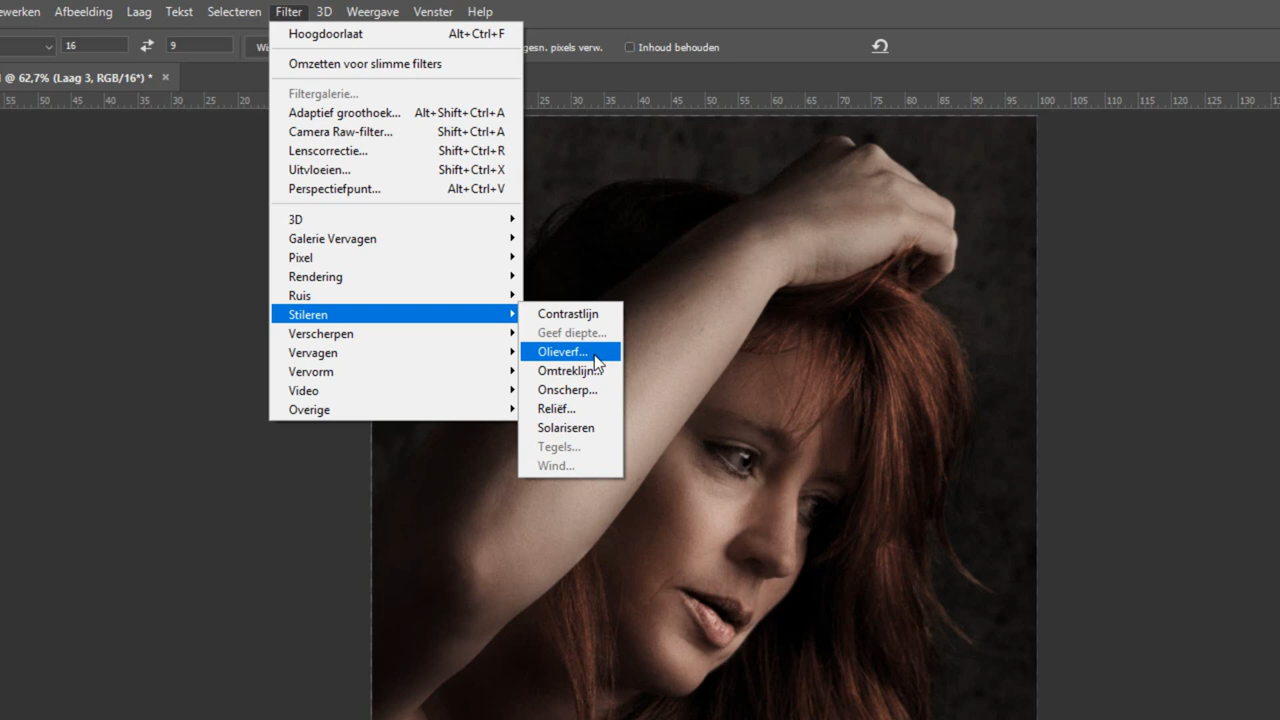 ewerken Afbeelding Laag Tekst Selecteren Filter 3D Weergave Venster Help
16 9 Wi gesn. pixels verw. Inhoud behouden
@ 62,7% (Laag 3, RGB/16*) * ×
55 50 45 40 35 30 25 20 25 30 35 40 45 50 55 60 65 70 75 80 85 90 95 100 105 110 115 120 125 130
Hoogdoorlaat Alt+Ctrl+F
Omzetten voor slimme filters
Filtergalerie...
Adaptief groothoek... Alt+Shift+Ctrl+A
Camera Raw-filter... Shift+Ctrl+A
Lenscorrectie... Shift+Ctrl+R
Uitvloeien... Shift+Ctrl+X
Perspectiefpunt... Alt+Ctrl+V
3D
Galerie Vervagen
Pixel
Rendering
Ruis
Stileren
Verscherpen
Vervagen
Vervorm
Video
Overige
Contrastlijn
Geef diepte...
Olieverf...
Omtreklijn...
Onscherp...
Reliëf...
Solariseren
Tegels...
Wind...